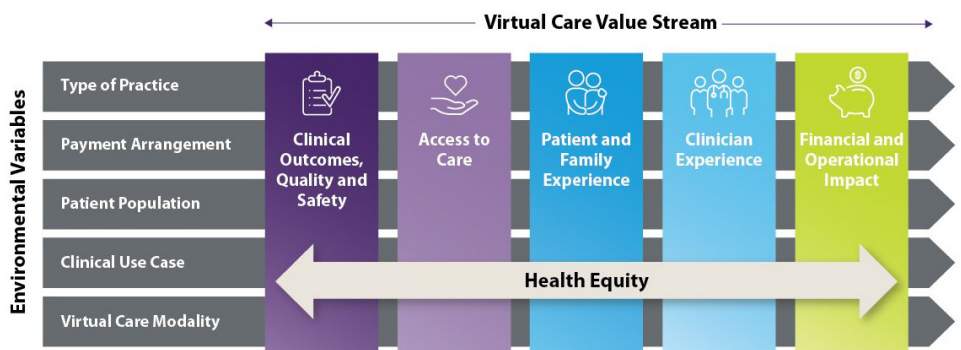 Virtual Care Value Stream
Environmental Variables
Type of Practice
Payment Arrangement
Patient Population
Clinical Use Case
Virtual Care Modality
Clinical
Outcomes,
Quality and
Safety
Access to
Care
Patient and
Family
Experience
Clinician
Experience
$
Financial and
Operational
Impact
Health Equity